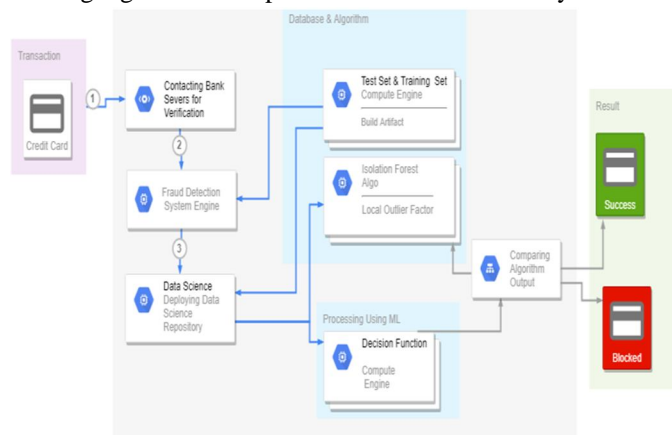 Database & Algorithm
Transaction
Credit Card
1
Contacting Bank
Severs for
Verification
2
Fraud Detection
System Engine
3
Data Science
Deploying Data
Science
Repository
Test Set & Training Set
Compute Engine
Build Artifact
Isolation Forest
Algo
Local Outlier Factor
Processing Using ML
Decision Function
Compute
Engine
Comparing
Algorithm
Output
Result
Success
Blocked